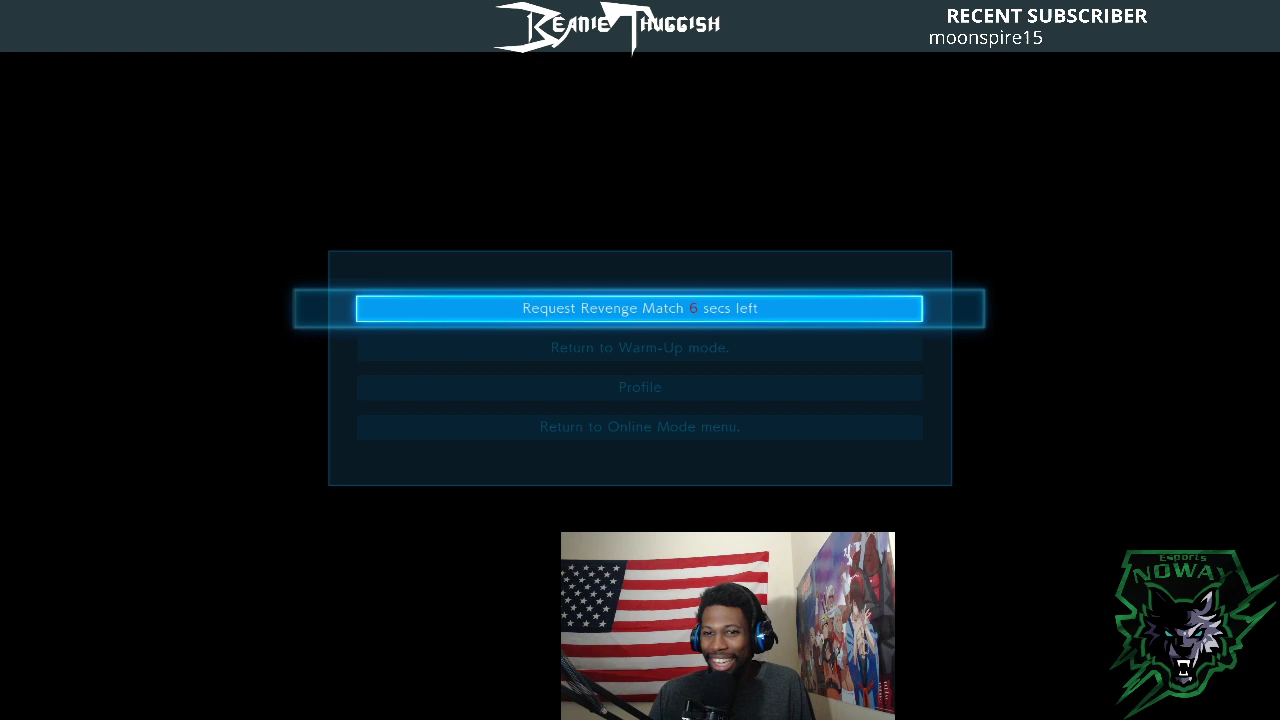 BEANIE THUGGISH
RECENT SUBSCRIBER
moonspire15
Request Revenge Match 6 secs left
Return to Warm-Up mode.
Profile
Return to Online Mode menu.
Esports
NOWAY